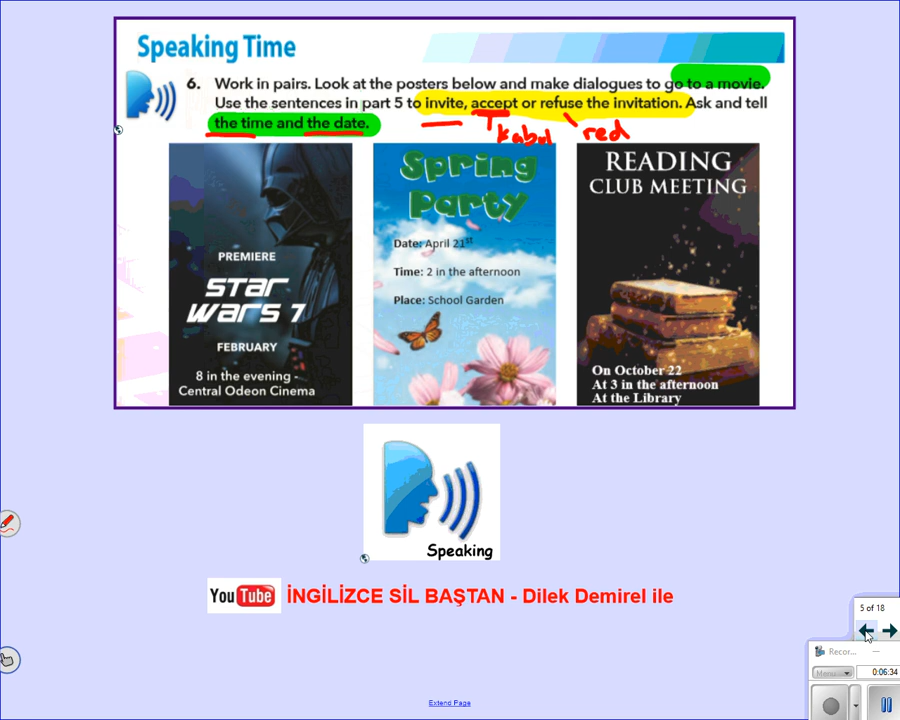 Speaking Time
6. Work in pairs. Look at the posters below and make dialogues to go to a movie.
Use the sentences in part 5 to invite, accept or refuse the invitation. Ask and tell
the time and the date.
kabul
red
PREMIERE
STAR
WARS 7
FEBRUARY
8 in the evening -
Central Odeon Cinema
Spring
Party
Date: April 21st
Time: 2 in the afternoon
Place: School Garden
READING
CLUB MEETING
On October 22
At 3 in the afternoon
At the Library
Speaking
YouTube İNGİLİZCE SİL BAŞTAN - Dilek Demirel ile
5 of 18
Recor...
Menu...
0:06:34
Extend Page